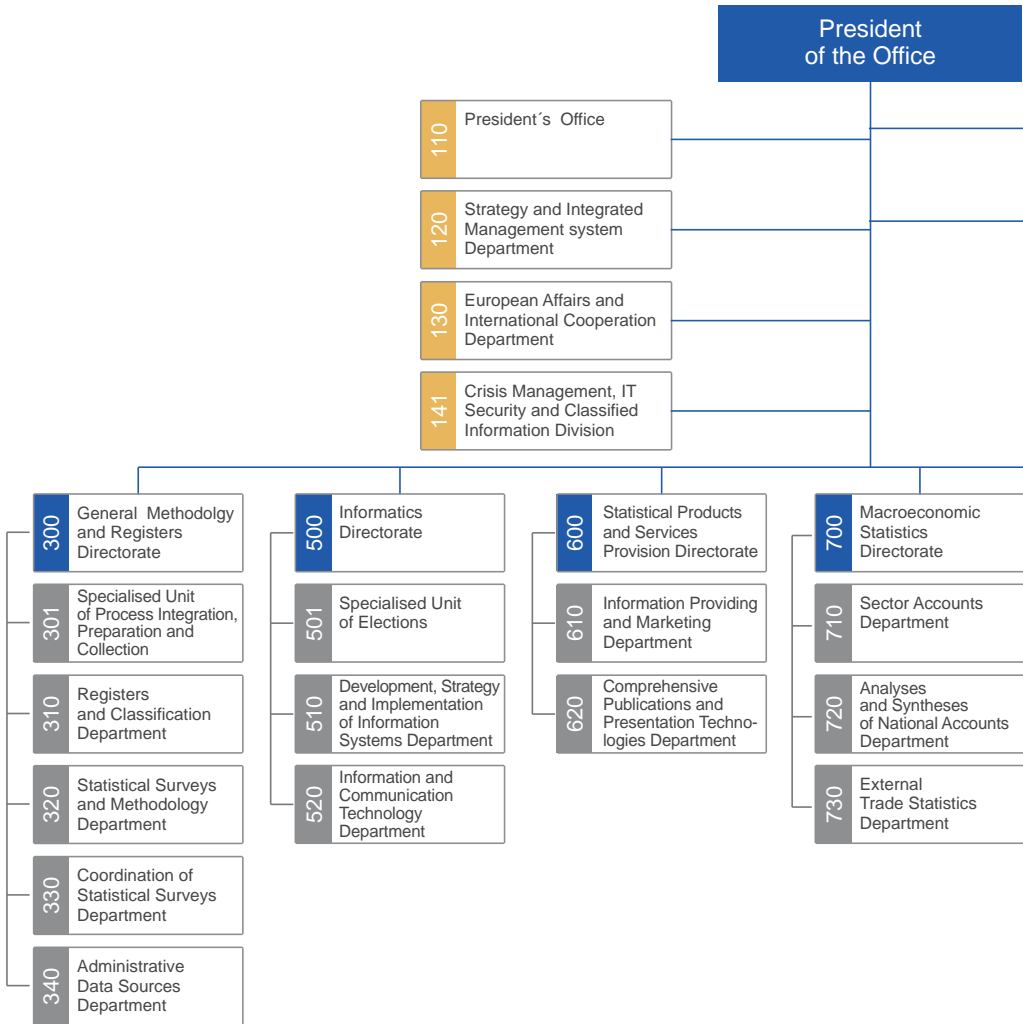 President
of the Office
110
President´s Office
120
Strategy and Integrated
Management system
Department
130
European Affairs and
International Cooperation
Department
141
Crisis Management, IT
Security and Classified
Information Division
300
General Methodolgy
and Registers
Directorate
301
Specialised Unit
of Process Integration,
Preparation and
Collection
310
Registers
and Classification
Department
320
Statistical Surveys
and Methodology
Department
330
Coordination of
Statistical Surveys
Department
340
Administrative
Data Sources
Department
500
Informatics
Directorate
501
Specialised Unit
of Elections
510
Development, Strategy
and Implementation
of Information
Systems Department
520
Information and
Communication
Technology
Department
600
Statistical Products
and Services
Provision Directorate
610
Information Providing
and Marketing
Department
620
Comprehensive
Publications and
Presentation Techno-
logies Department
700
Macroeconomic
Statistics
Directorate
710
Sector Accounts
Department
720
Analyses
and Syntheses
of National Accounts
Department
730
External
Trade Statistics
Department